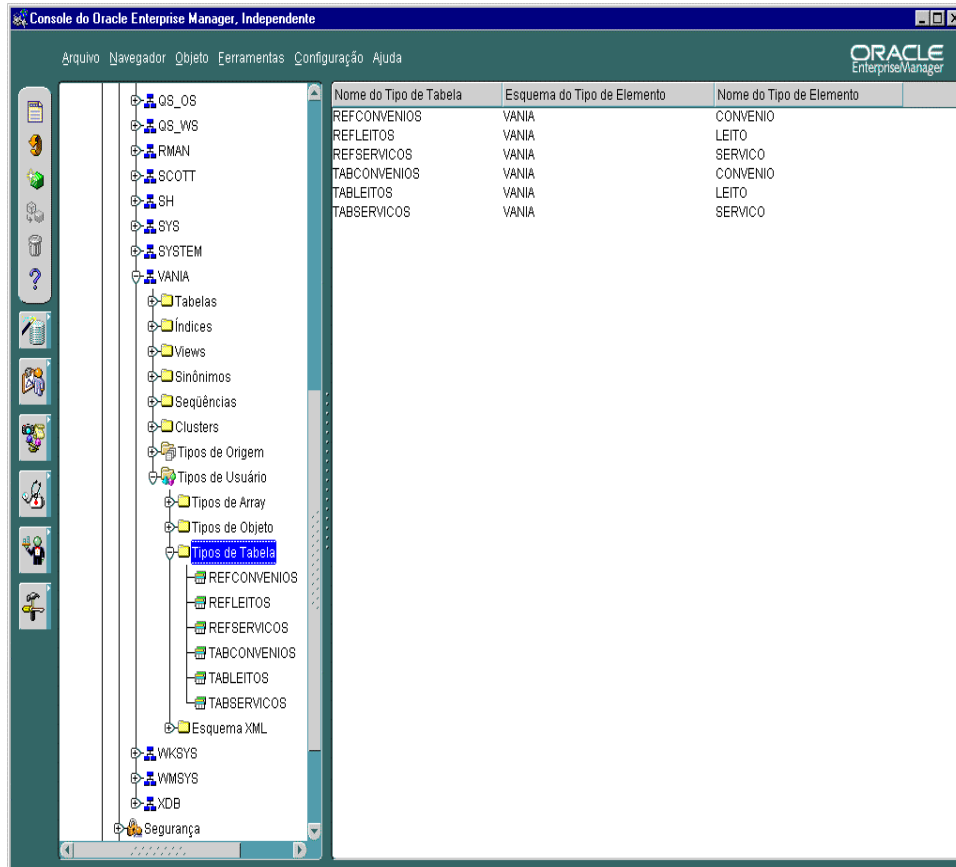 Console do Oracle Enterprise Manager, Independente
Arquivo Navegador Objeto Ferramentas Configuração Ajuda
ORACLE
EnterpriseManager
QS_OS
QS_WS
RMAN
SCOTT
SH
SYS
SYSTEM
VANIA
Tabelas
Índices
Views
Sinônimos
Seqüências
Clusters
Tipos de Origem
Tipos de Usuário
Tipos de Array
Tipos de Objeto
Tipos de Tabela
REFCONVENIOS
REFLEITOS
REFSERVICOS
TABCONVENIOS
TABLEITOS
TABSERVICOS
Esquema XML
WKSYS
WMSYS
XDB
Segurança
Nome do Tipo de Tabela Esquema do Tipo de Elemento Nome do Tipo de Elemento
REFCONVENIOS VANIA CONVENIO
REFLEITOS VANIA LEITO
REFSERVICOS VANIA SERVICO
TABCONVENIOS VANIA CONVENIO
TABLEITOS VANIA LEITO
TABSERVICOS VANIA SERVICO